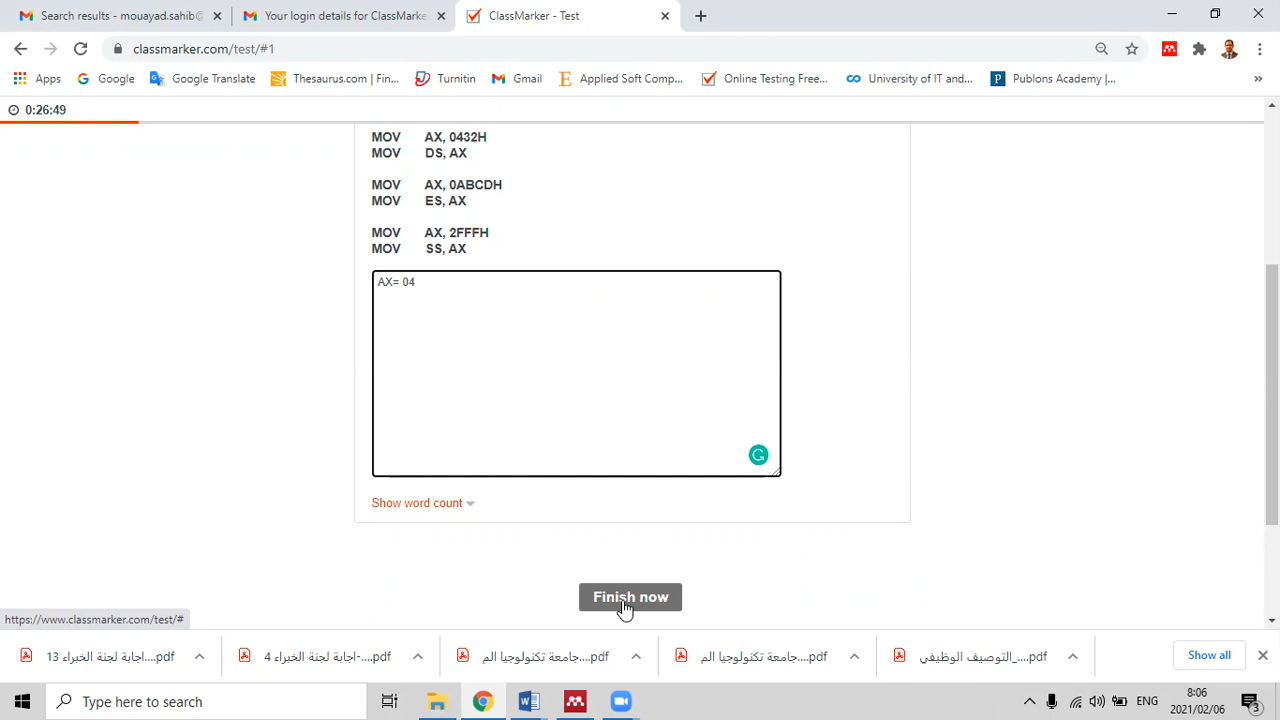 Search results - mouayad.sahib@
Your login details for ClassMarke
ClassMarker - Test
classmarker.com/test/#1
Apps
Google
Google Translate
Thesaurus.com | Fin...
Turnitin
Gmail
Applied Soft Comp...
Online Testing Free...
University of IT and...
Publons Academy |...
»
0:26:49
MOV AX, 0432H
MOV DS, AX
MOV AX, 0ABCDH
MOV ES, AX
MOV AX, 2FFFH
MOV SS, AX
AX= 04
Show word count
Finish now
https://www.classmarker.com/test/#
اجابة لجنة الخبراء 13....pdf
اجابة لجنة الخبراء 4-....pdf
جامعة تكنولوجيا الم....pdf
جامعة تكنولوجيا الم....pdf
التوصيف الوظيفي_....pdf
Show all
Type here to search
ENG
8:06
2021/02/06
3